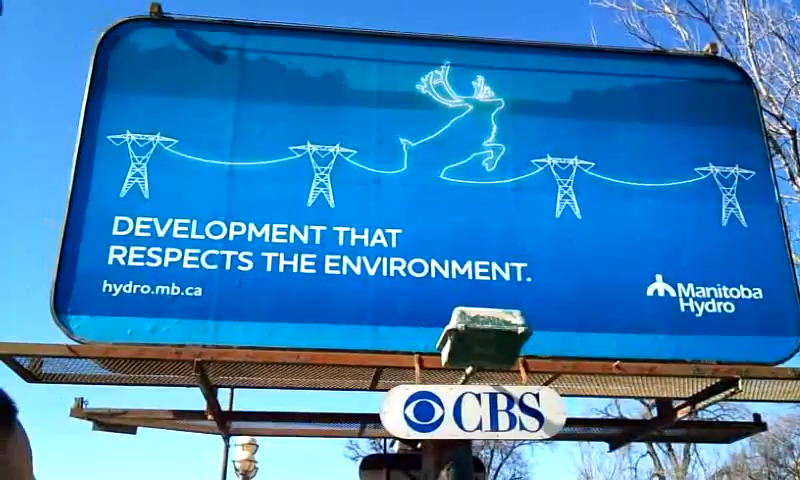 DEVELOPMENT THAT
RESPECTS THE ENVIRONMENT.
hydro.mb.ca
Manitoba
Hydro
CBS